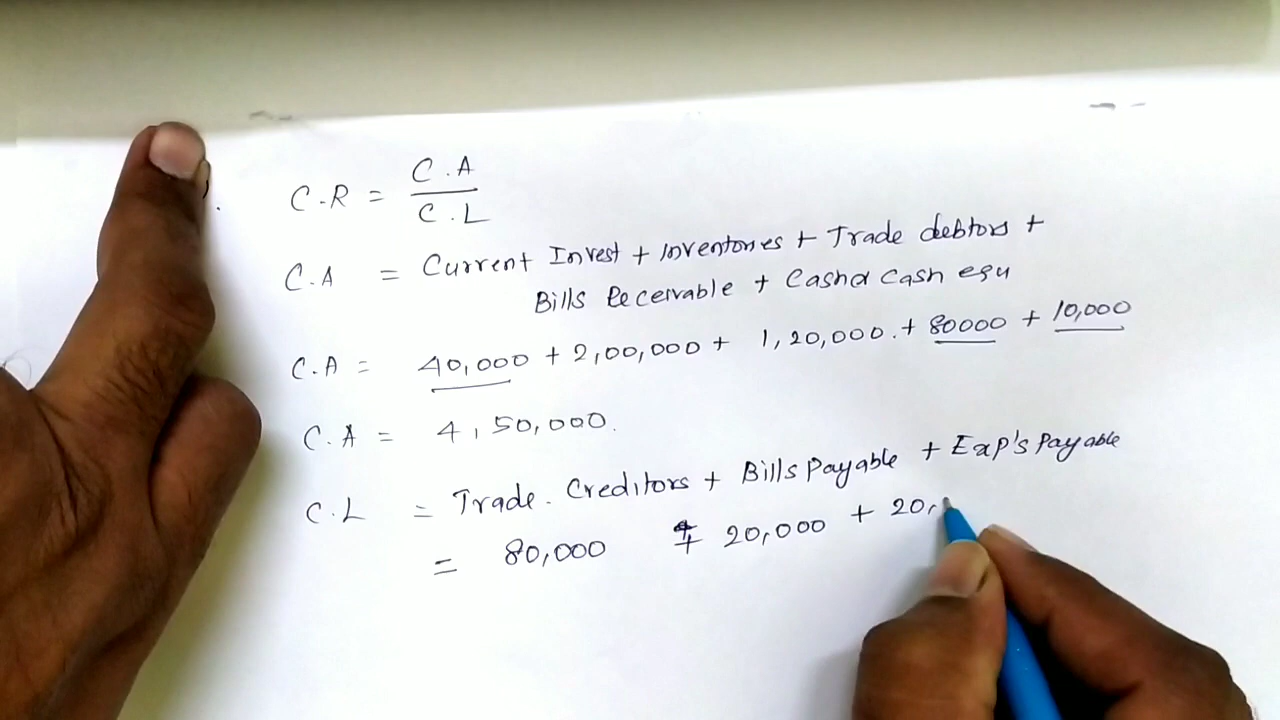 C.R = C.A / C.L
C.A = Current Invest + Inventories + Trade debtors +
Bills Receivable + Cash & Cash equ
C.A = 40,000 + 2,00,000 + 1,20,000. + 80000 + 10,000
C.A = 4,50,000.
C.L = Trade. Creditors + Bills Payable + Exp's Payable
= 80,000 + 20,000 + 20,